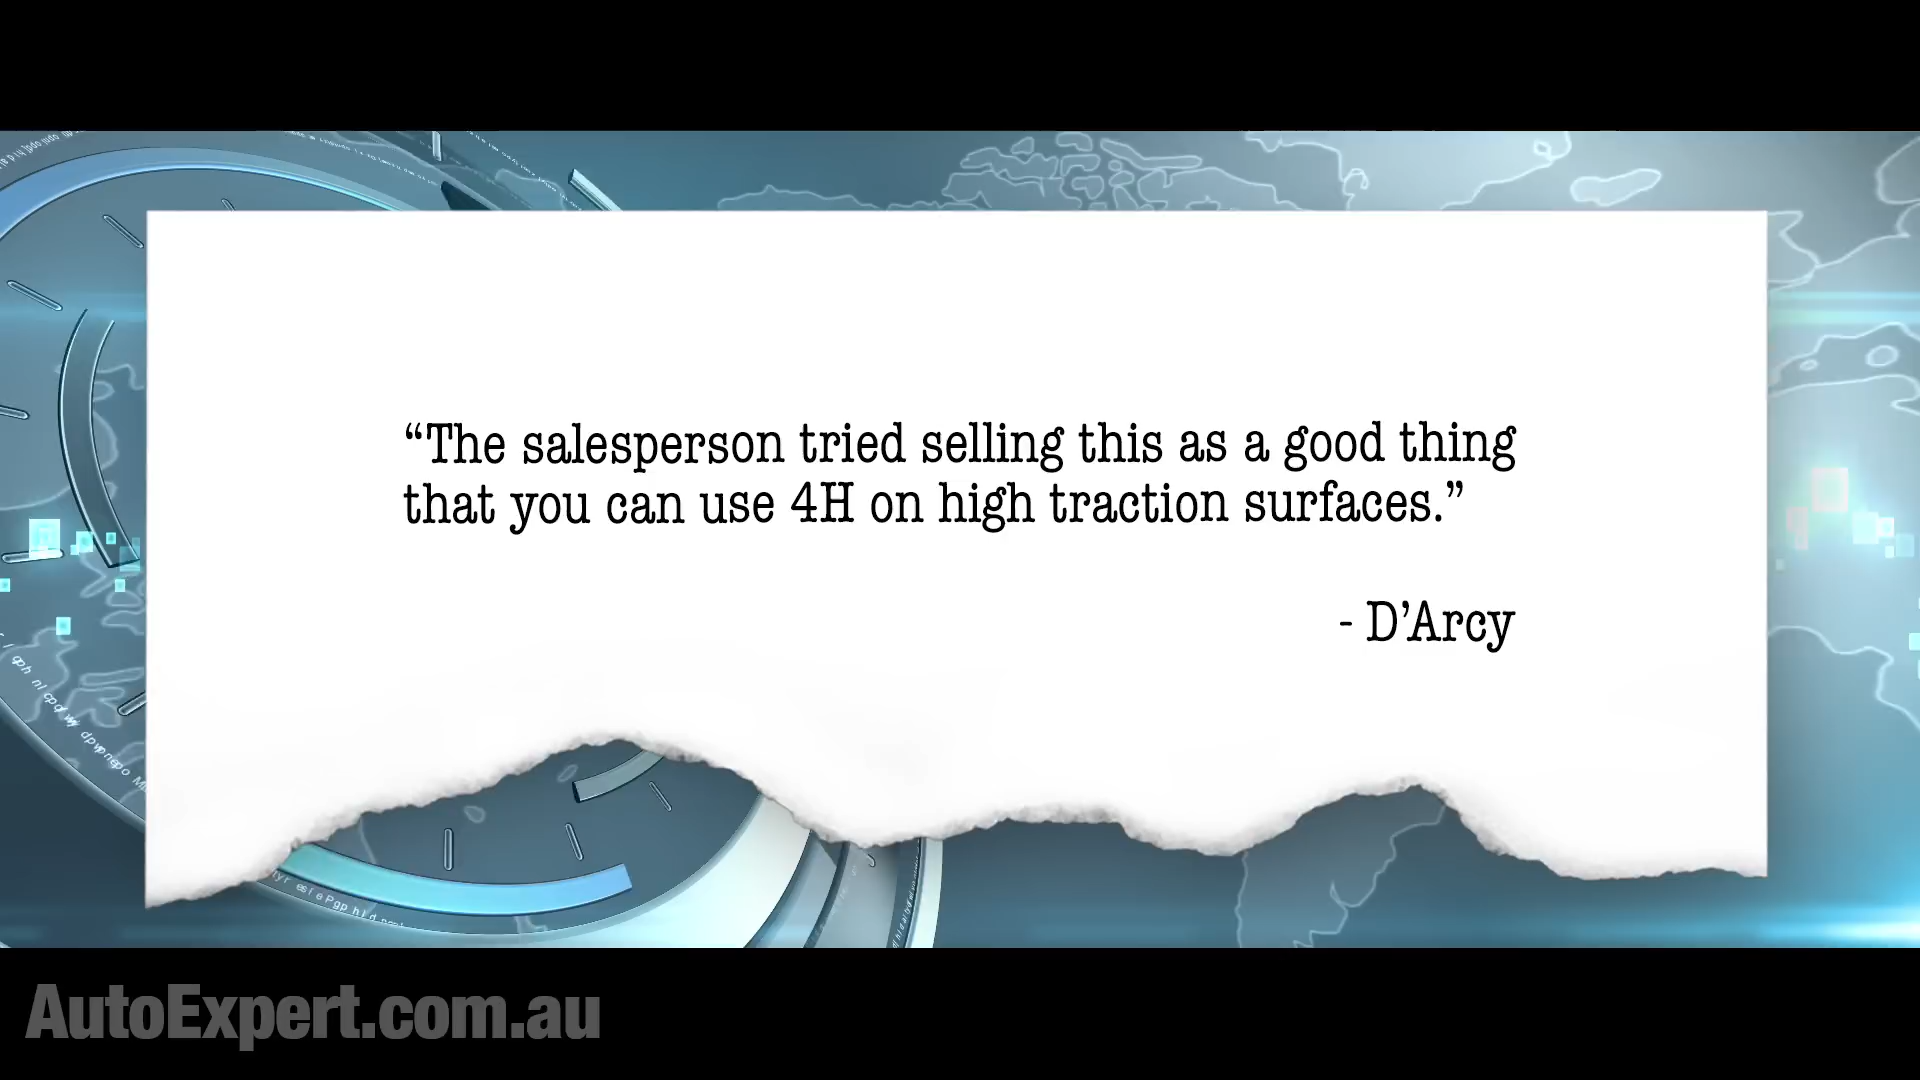 “The salesperson tried selling this as a good thing
that you can use 4H on high traction surfaces.”
- D’Arcy
AutoExpert.com.au